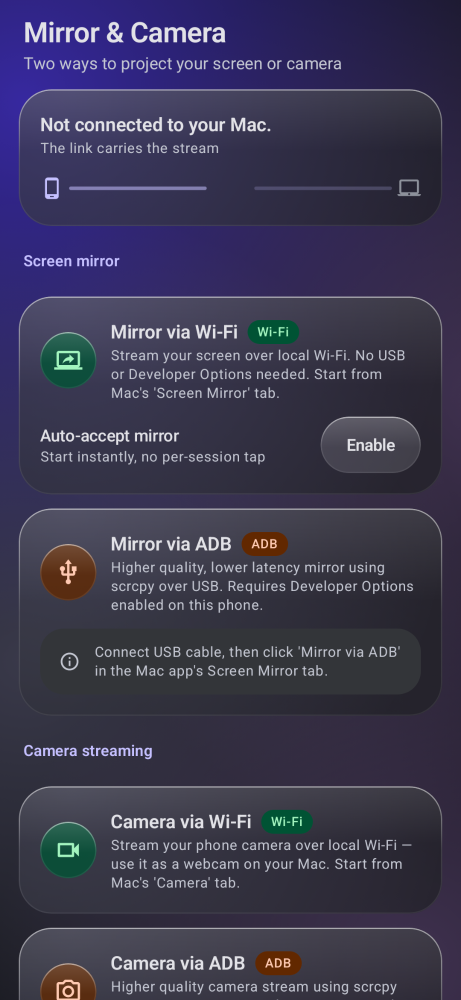 Mirror & Camera
Two ways to project your screen or camera
Not connected to your Mac.
The link carries the stream
Screen mirror
Mirror via Wi-Fi Wi-Fi
Stream your screen over local Wi-Fi. No USB
or Developer Options needed. Start from
Mac's 'Screen Mirror' tab.
Auto-accept mirror
Start instantly, no per-session tap
Enable
Mirror via ADB ADB
Higher quality, lower latency mirror using
scrcpy over USB. Requires Developer Options
enabled on this phone.
Connect USB cable, then click 'Mirror via ADB'
in the Mac app's Screen Mirror tab.
Camera streaming
Camera via Wi-Fi Wi-Fi
Stream your phone camera over local Wi-Fi —
use it as a webcam on your Mac. Start from
Mac's 'Camera' tab.
Camera via ADB ADB
Higher quality camera stream using scrcpy